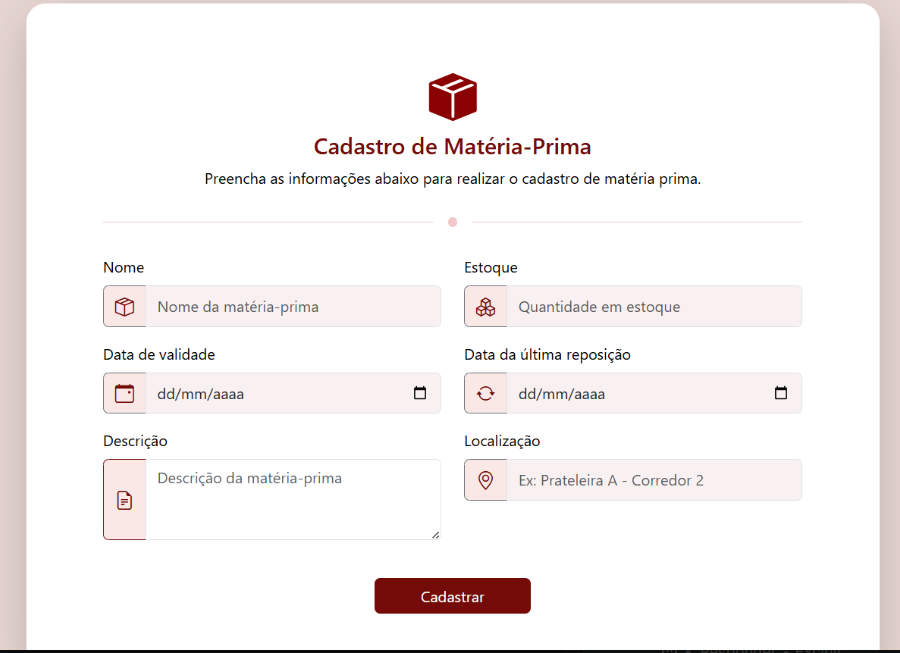 Cadastro de Matéria-Prima
Preencha as informações abaixo para realizar o cadastro de matéria prima.
Nome
Estoque
Nome da matéria-prima
Quantidade em estoque
Data de validade
Data da última reposição
dd/mm/aaaa
dd/mm/aaaa
Descrição
Localização
Descrição da matéria-prima
Ex: Prateleira A - Corredor 2
Cadastrar